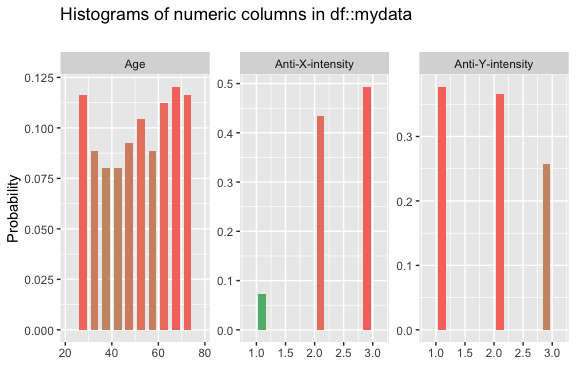 Histograms of numeric columns in df::mydata
Age
Anti-X-intensity
Anti-Y-intensity
Probability
0.125
0.100
0.075
0.050
0.025
0.000
20 40 60 80
0.5
0.4
0.3
0.2
0.1
0.0
1.0 1.5 2.0 2.5 3.0
0.3
0.2
0.1
0.0
1.0 1.5 2.0 2.5 3.0